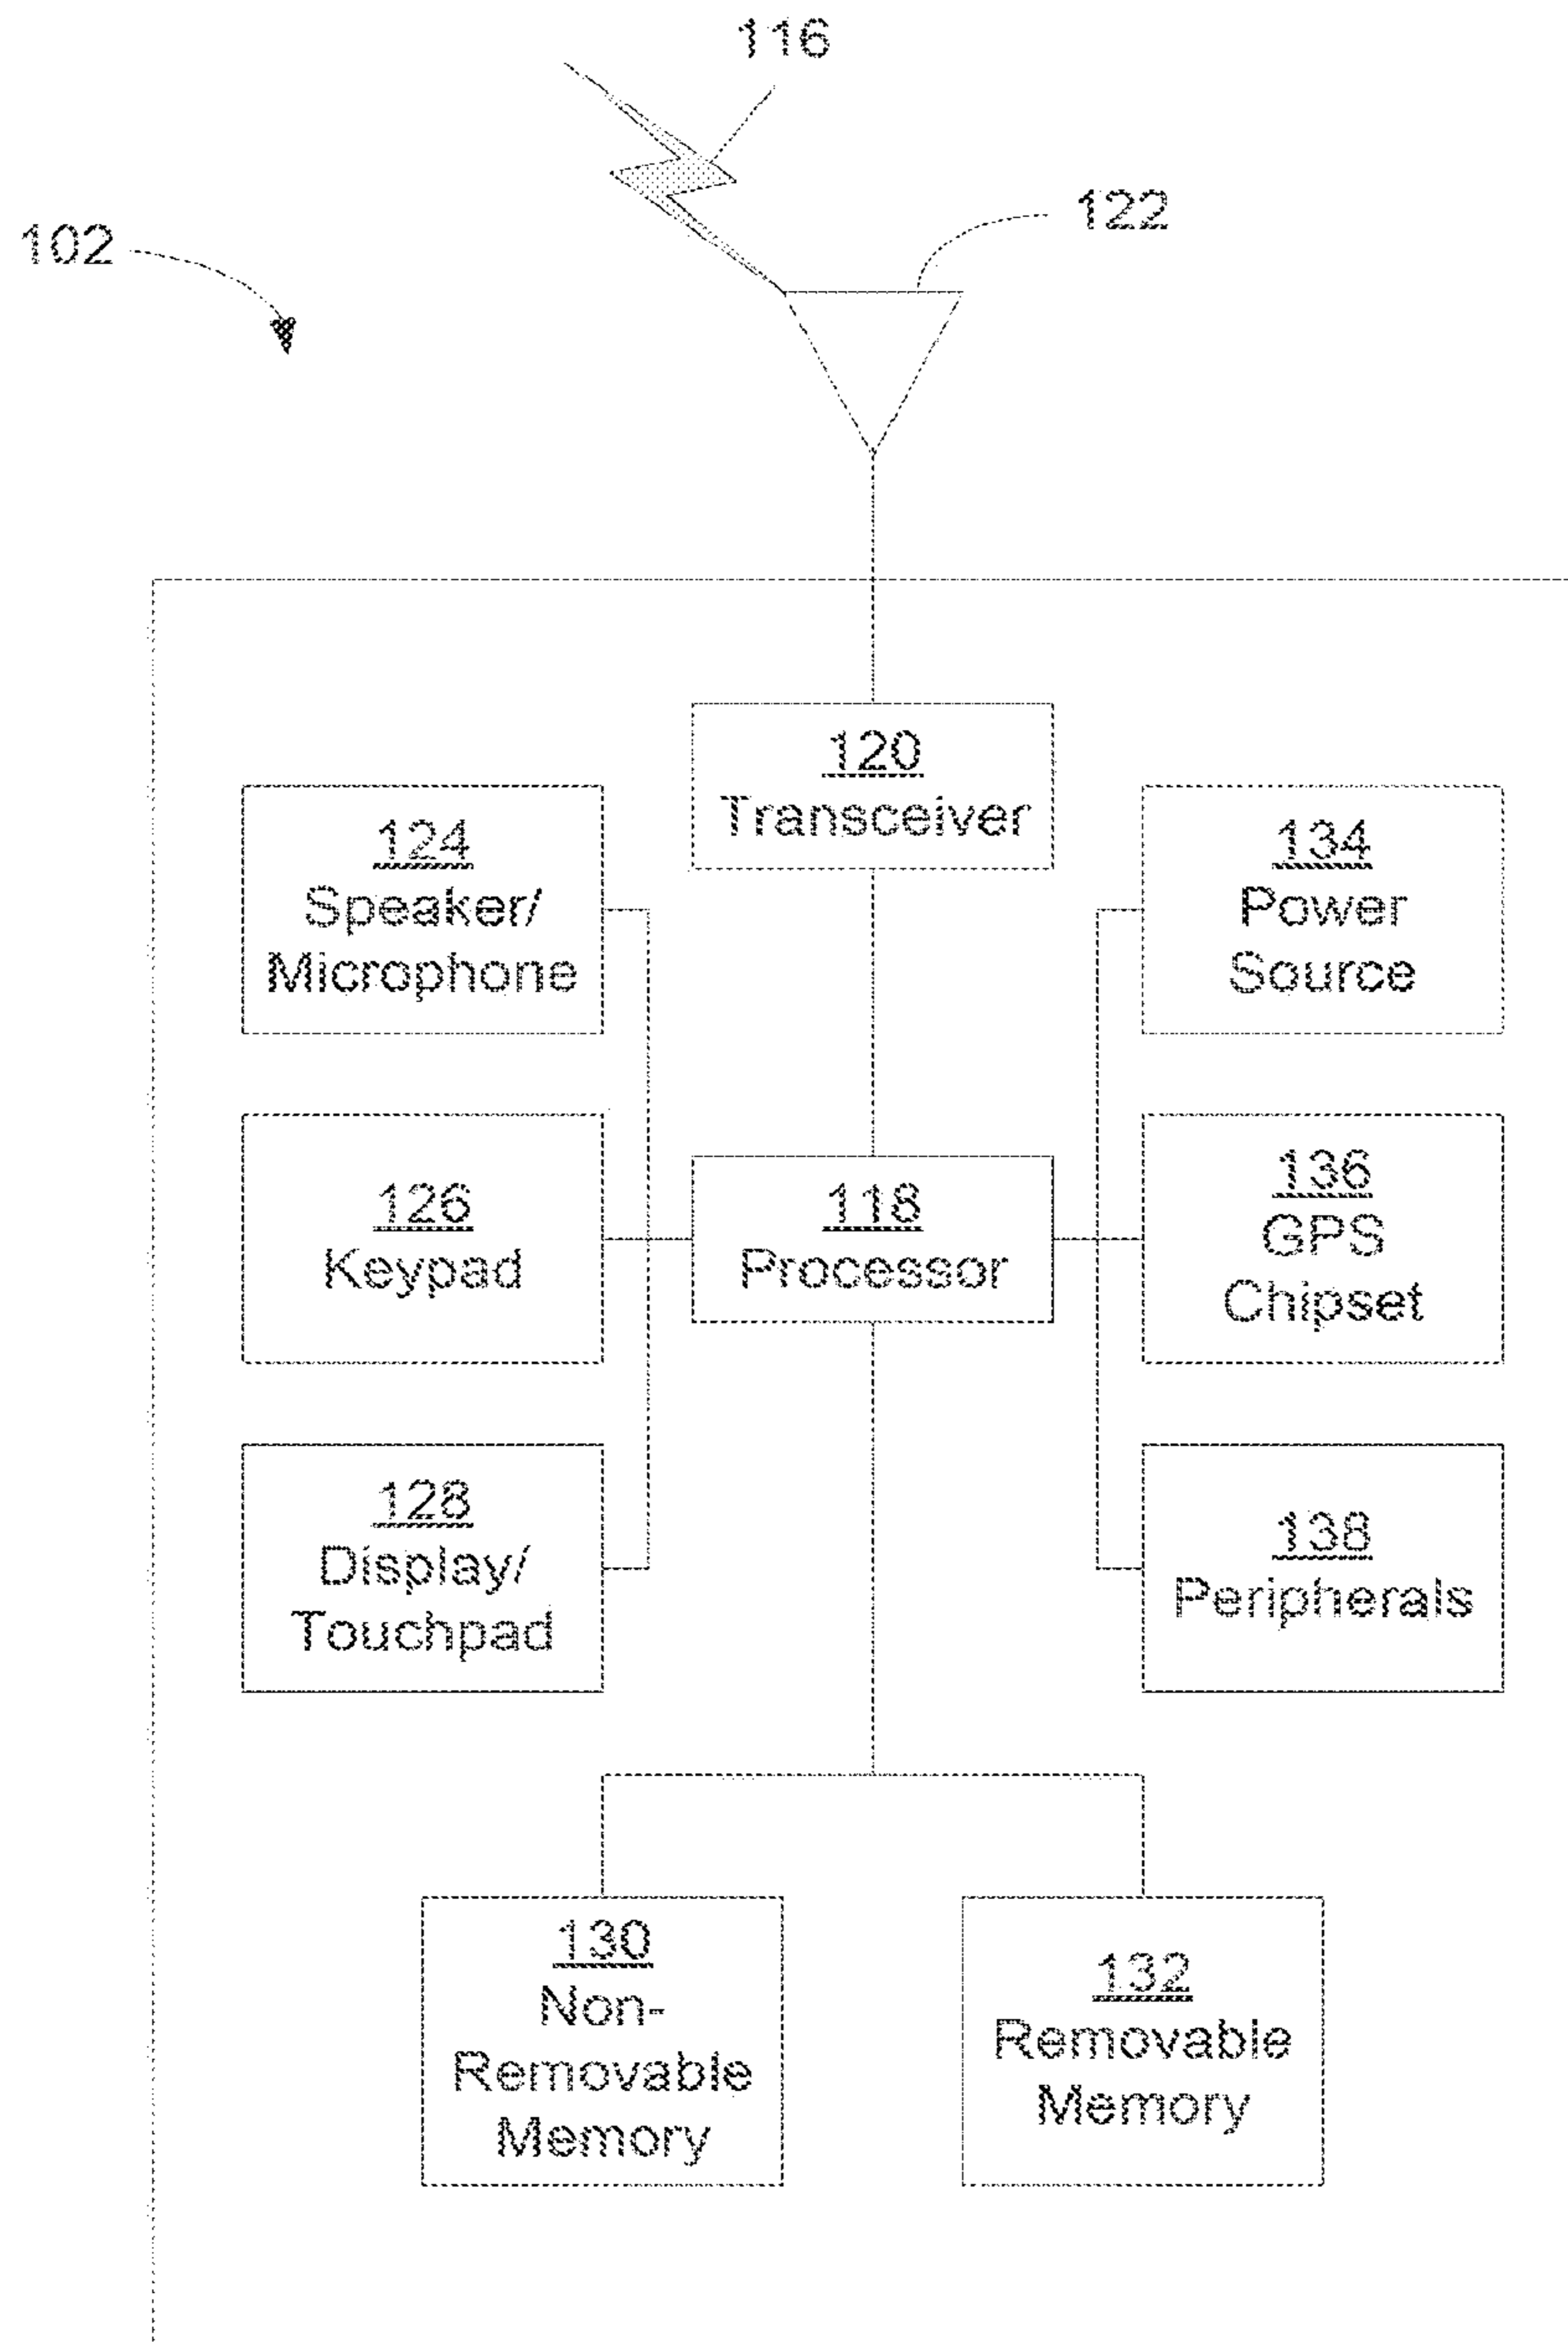 116
122
102
120
Transceiver
124
Speaker/
Microphone
134
Power
Source
126
Keypad
118
Processor
136
GPS
Chipset
128
Display/
Touchpad
138
Peripherals
130
Non-
Removable
Memory
132
Removable
Memory